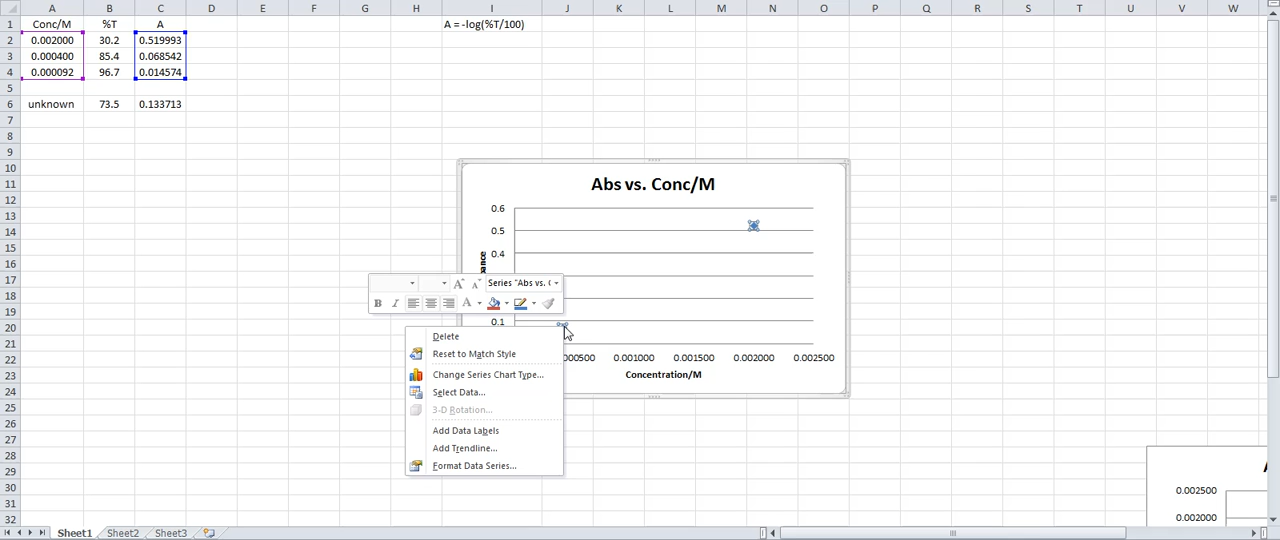 A B C D E F G H I J K L M N O P Q R S T U V W
1 Conc/M %T A A = -log(%T/100)
2 0.002000 30.2 0.519993
3 0.000400 85.4 0.068542
4 0.000092 96.7 0.014574
5
6 unknown 73.5 0.133713
7
8
9
10
11
12
13
14
15
16
17
18
19
20
21
22
23
24
25
26
27
28
29
30
31
32
Abs vs. Conc/M
0.6
0.5
0.4
0.1
0.001000 0.001500 0.002000 0.002500
Concentration/M
A A Series "Abs vs. (
B I A
Delete
Reset to Match Style
Change Series Chart Type...
Select Data...
3-D Rotation...
Add Data Labels
Add Trendline...
Format Data Series...
0.002500
0.002000
Sheet1 Sheet2 Sheet3